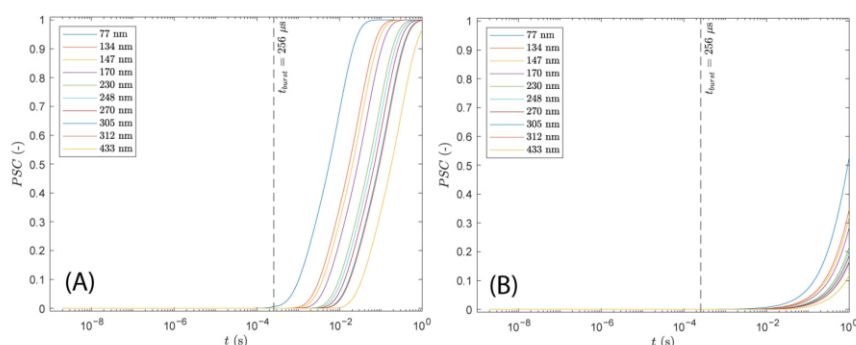 1
0.9
0.8
0.7
0.6
0.5
0.4
0.3
0.2
0.1
0
PSC (-)
77 nm
134 nm
147 nm
170 nm
230 nm
248 nm
270 nm
305 nm
312 nm
433 nm
t_burst = 256 μs
(A)
10^-8
10^-6
10^-4
10^-2
10^0
t (s)
1
0.9
0.8
0.7
0.6
0.5
0.4
0.3
0.2
0.1
0
PSC (-)
77 nm
134 nm
147 nm
170 nm
230 nm
248 nm
270 nm
305 nm
312 nm
433 nm
t_burst = 256 μs
(B)
10^-8
10^-6
10^-4
10^-2
10^0
t (s)